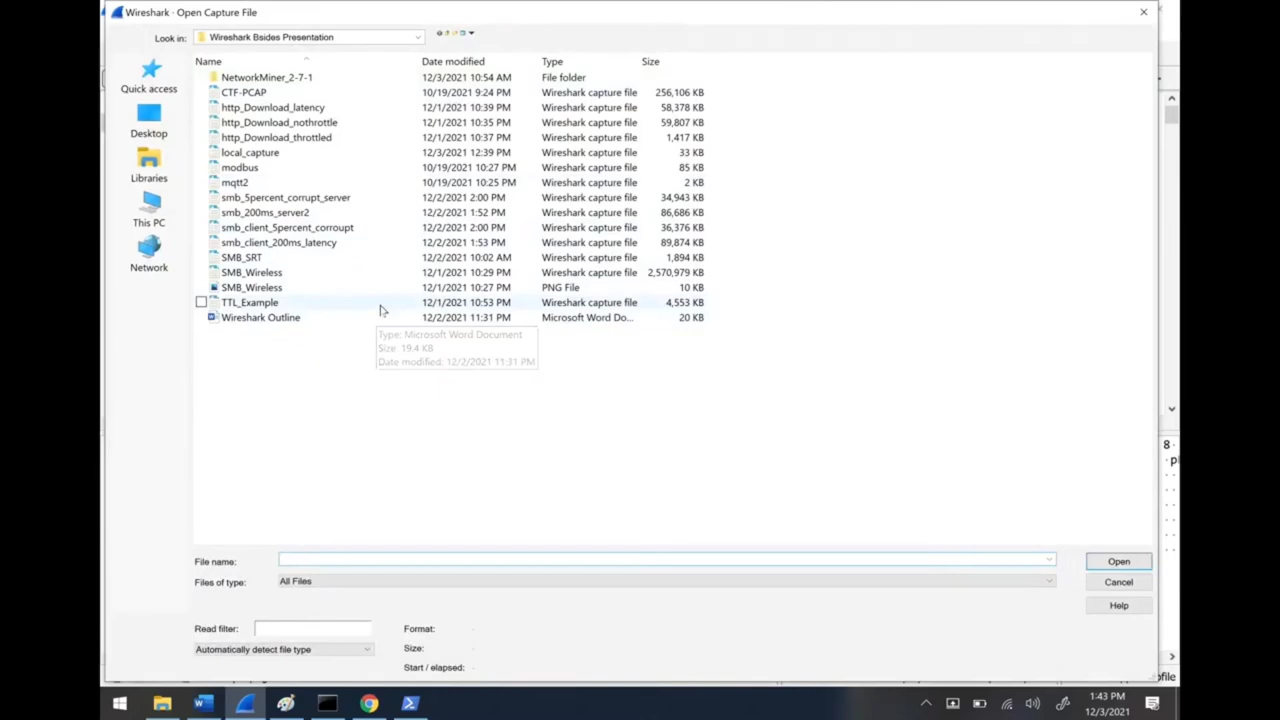 Wireshark · Open Capture File
Look in: Wireshark Bsides Presentation
Name Date modified Type Size
Quick access
Desktop
Libraries
This PC
Network
NetworkMiner_2-7-1 12/3/2021 10:54 AM File folder
CTF-PCAP 10/19/2021 9:24 PM Wireshark capture file 256,106 KB
http_Download_latency 12/1/2021 10:39 PM Wireshark capture file 58,378 KB
http_Download_nothrottle 12/1/2021 10:35 PM Wireshark capture file 59,807 KB
http_Download_throttled 12/1/2021 10:37 PM Wireshark capture file 1,417 KB
local_capture 12/3/2021 12:39 PM Wireshark capture file 33 KB
modbus 10/19/2021 10:27 PM Wireshark capture file 85 KB
mqtt2 10/19/2021 10:25 PM Wireshark capture file 2 KB
smb_5percent_corrupt_server 12/2/2021 2:00 PM Wireshark capture file 34,943 KB
smb_200ms_server2 12/2/2021 1:52 PM Wireshark capture file 86,686 KB
smb_client_5percent_corroupt 12/2/2021 2:00 PM Wireshark capture file 36,376 KB
smb_client_200ms_latency 12/2/2021 1:53 PM Wireshark capture file 89,874 KB
SMB_SRT 12/2/2021 10:02 AM Wireshark capture file 1,894 KB
SMB_Wireless 12/1/2021 10:29 PM Wireshark capture file 2,570,979 KB
SMB_Wireless 12/1/2021 10:27 PM PNG File 10 KB
TTL_Example 12/1/2021 10:53 PM Wireshark capture file 4,553 KB
Wireshark Outline 12/2/2021 11:31 PM Microsoft Word Do... 20 KB
Type: Microsoft Word Document
Size: 19.4 KB
Date modified: 12/2/2021 11:31 PM
File name: Open
Files of type: All Files Cancel
Help
Read filter: Format: -
Automatically detect file type Size: -
Start / elapsed: -
8
pl
ofile
1:43 PM
12/3/2021